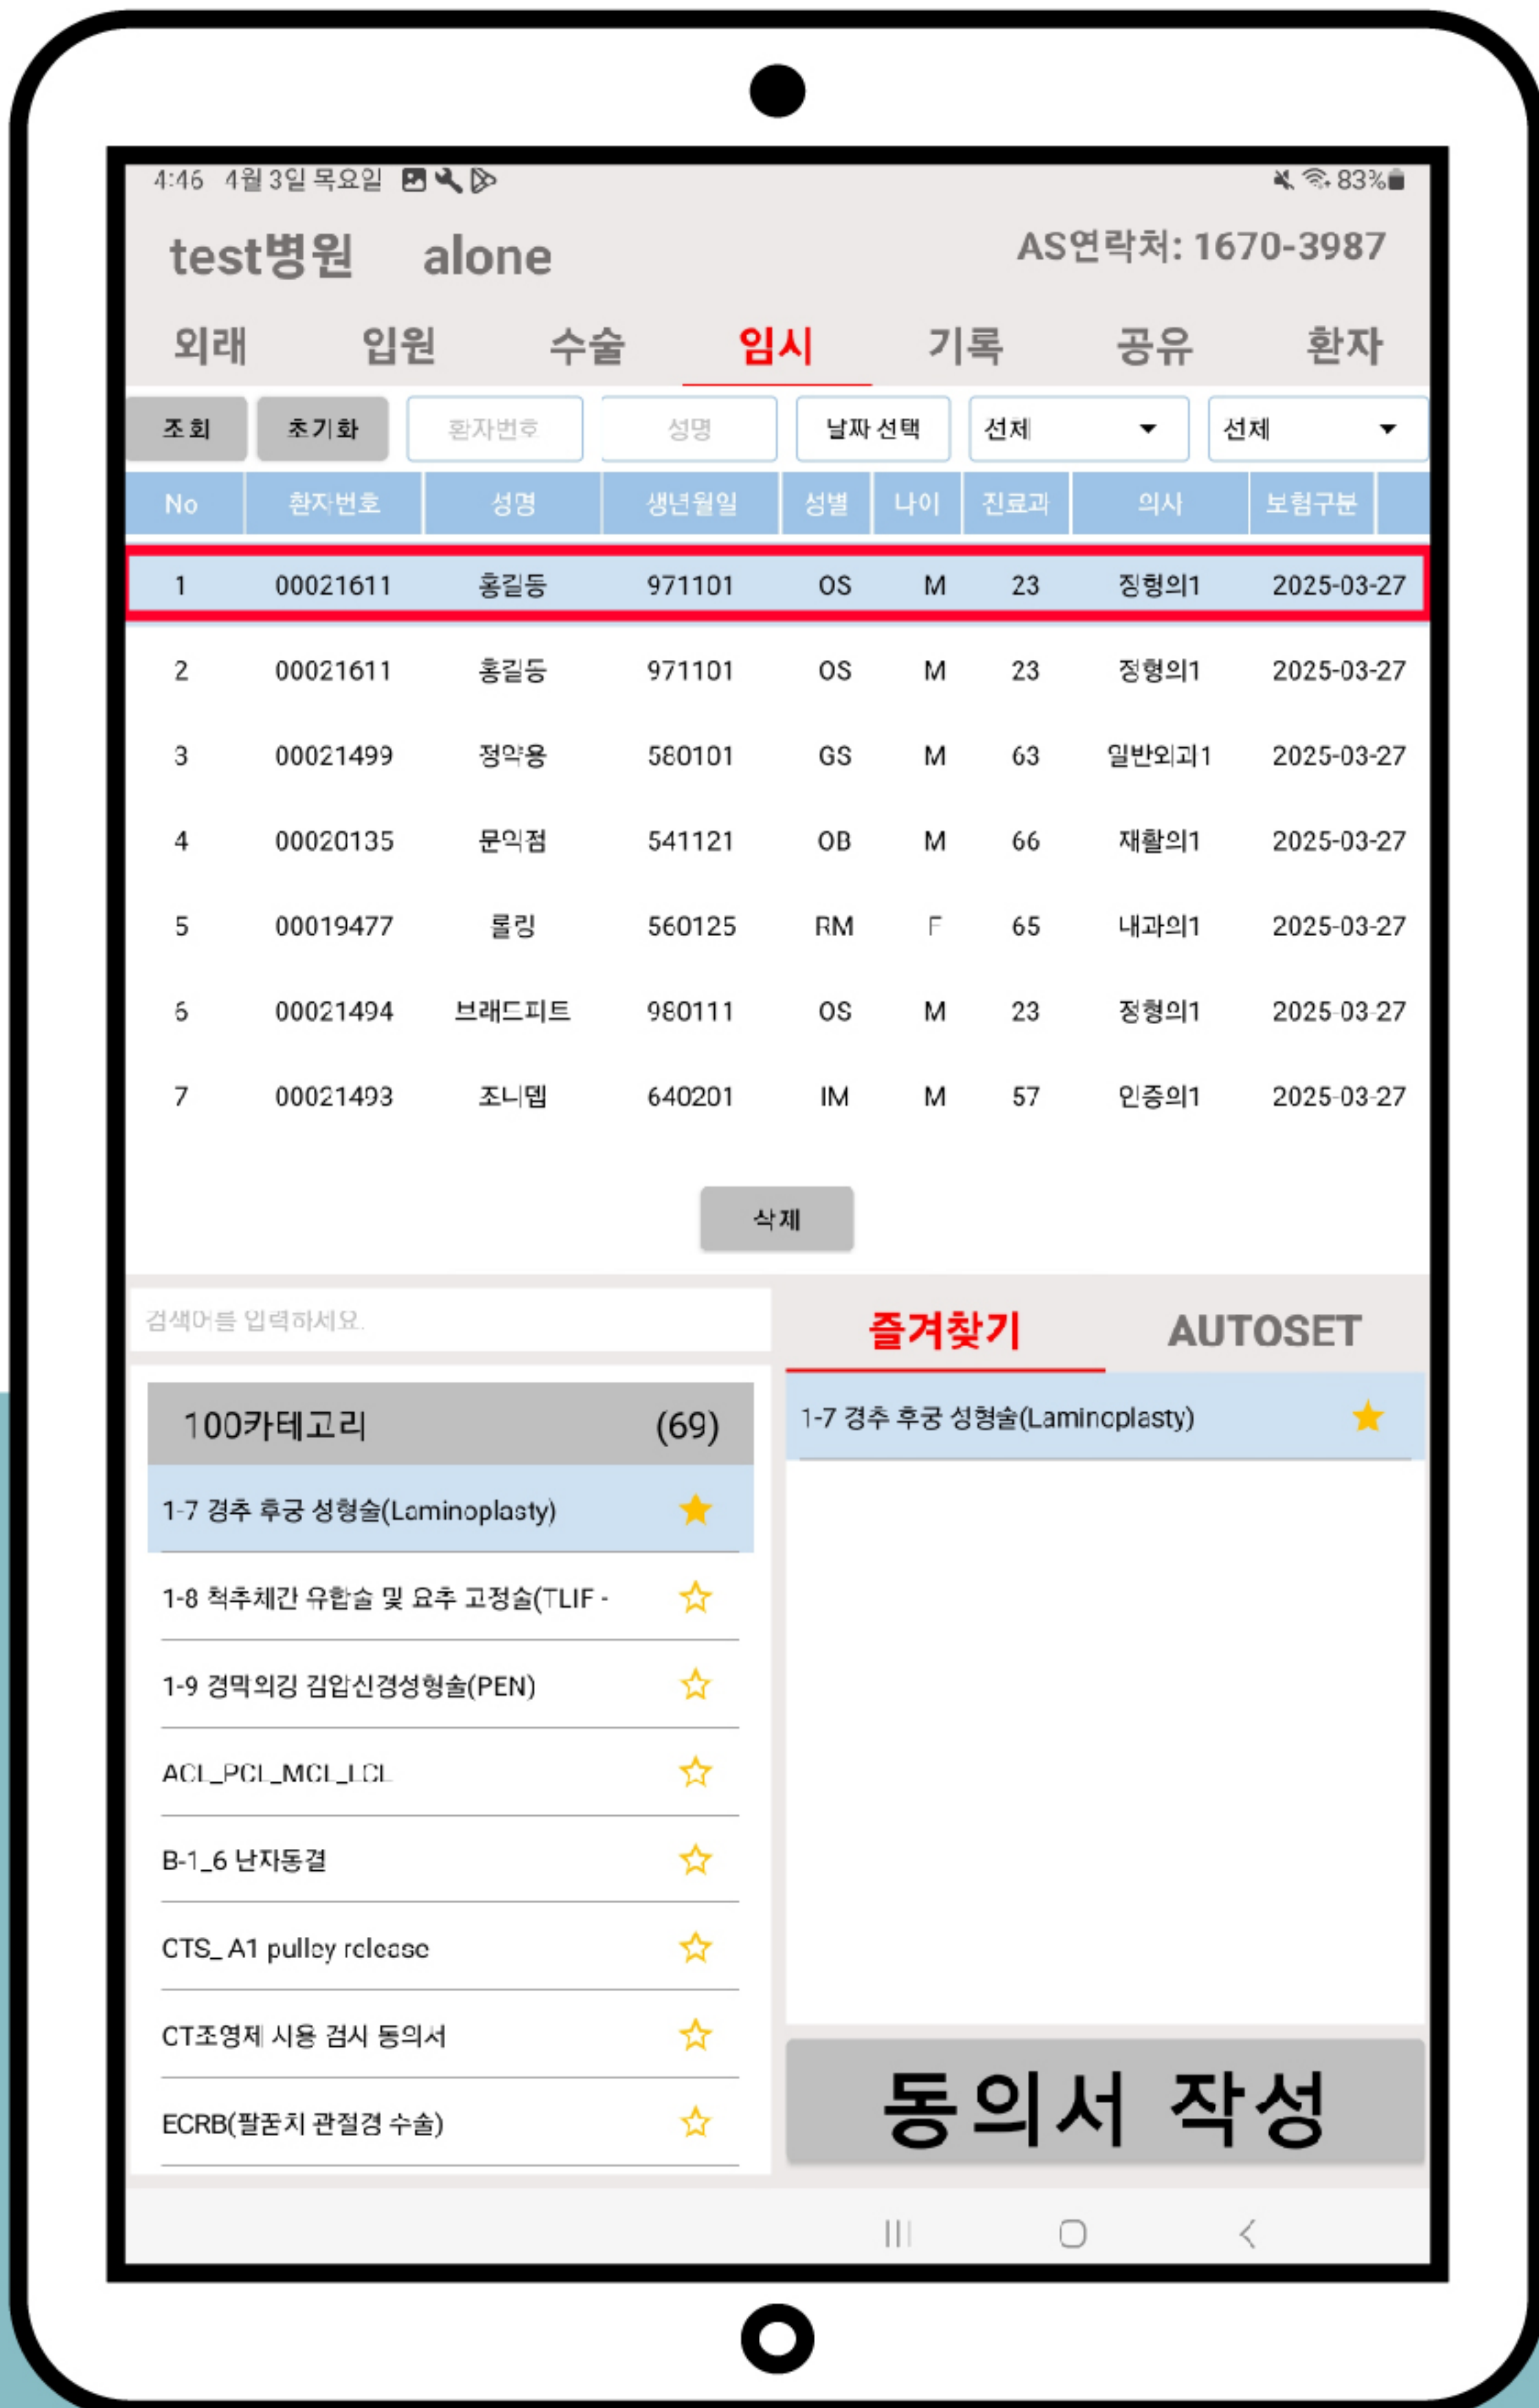 4:46 4월 3일 목요일 83%
test병원 alone AS연락처: 1670-3987
외래 입원 수술 임시 기록 공유 환자
조회 초기화 환자번호 성명 날짜 선택 전체 전체
No 환자번호 성명 생년월일 성별 나이 진료과 의사 보험구분
1 00021611 홍길동 971101 OS M 23 정형의1 2025-03-27
2 00021611 홍길동 971101 OS M 23 정형의1 2025-03-27
3 00021499 정약용 580101 GS M 63 일반외과1 2025-03-27
4 00020135 문익점 541121 OB M 66 재활의1 2025-03-27
5 00019477 롤링 560125 RM F 65 내과의1 2025-03-27
6 00021494 브래드피트 980111 OS M 23 정형의1 2025-03-27
7 00021493 조니뎁 640201 IM M 57 인증의1 2025-03-27
삭제
검색어를 입력하세요.
즐겨찾기 AUTOSET
100카테고리 (69)
1-7 경추 후궁 성형술(Laminoplasty)
1-7 경추 후궁 성형술(Laminoplasty)
1-8 척추체간 유합술 및 요추 고정술(TLIF -
1-9 경막외강 감압신경성형술(PEN)
ACL_PCL_MCL_LCL
B-1_6 난자동결
CTS_ A1 pulley release
CT조영제 사용 검사 동의서
ECRB(팔꿈치 관절경 수술)
동의서 작성